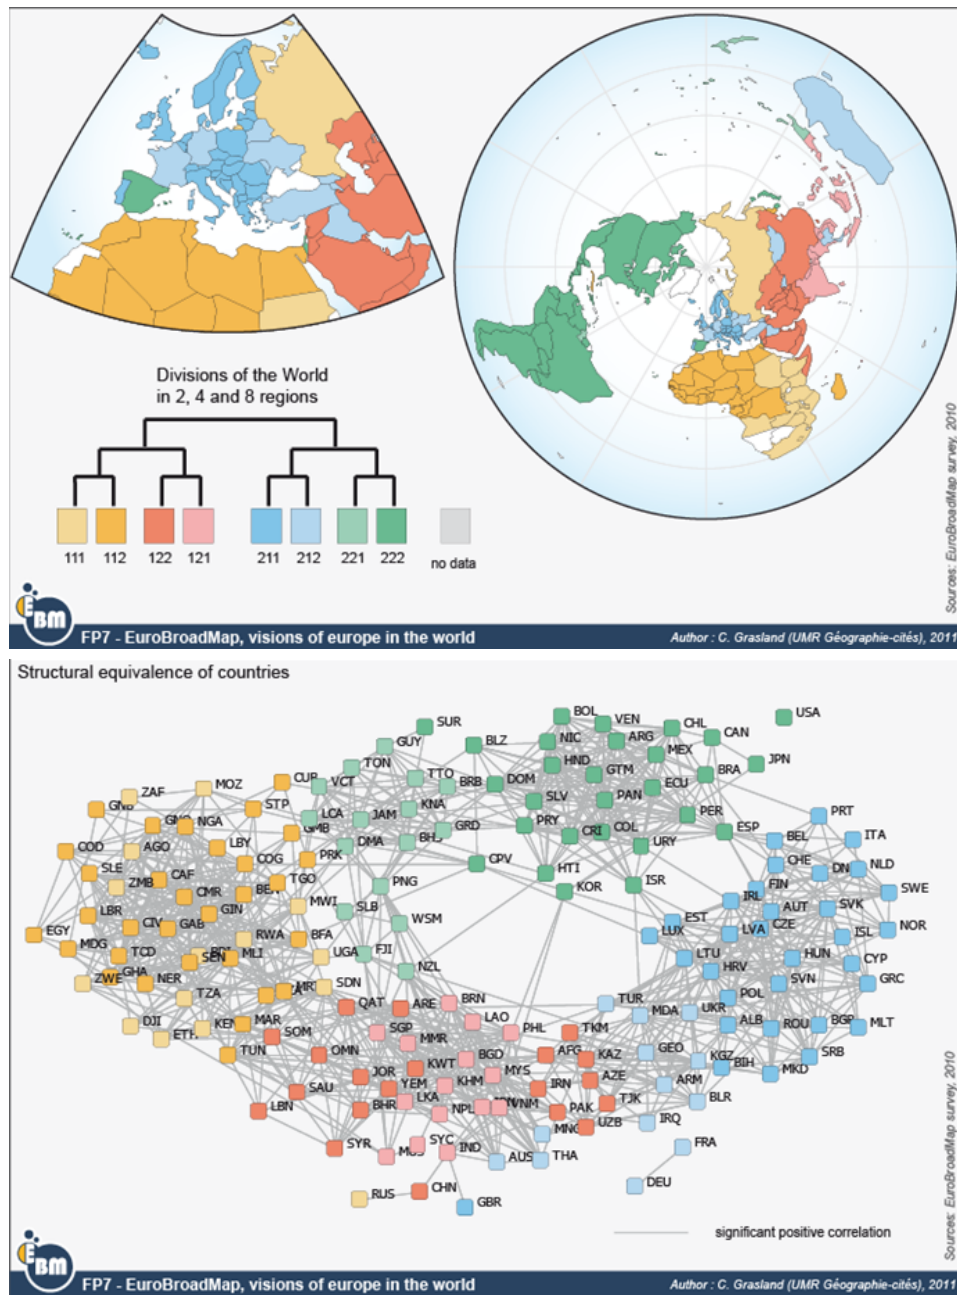 Divisions of the World
in 2, 4 and 8 regions
111 112 122 121 211 212 221 222 no data
Sources: EuroBroadMap survey, 2010
EBM
FP7 - EuroBroadMap, visions of europe in the world
Author : C. Grasland (UMR Géographie-cités), 2011
Structural equivalence of countries
USA
BOL
VEN
SUR
CHL
CAN
GUY
BLZ
NIC
ARG
MEX
TON
HND
JPN
MOZ
CUB
VCT
TTO
BRB
DOM
GTM
ECU
BRA
ZAF
STP
GNB
LCA
JAM
KNA
SLV
PAN
PER
PRT
NGA
GMB
DMA
GRD
PRY
CRI
COL
URY
ESP
BEL
ITA
COD
AGO
LBY
PRK
COG
CPV
HTI
CHE
NLD
SLE
CAF
TGO
KOR
ISR
FIN
SWE
ZMB
CMR
BEN
PNG
IRL
AUT
SVK
LBR
CIV
GAB
GIN
MWI
SLB
WSM
EST
LUX
LVA
CZE
ISL
NOR
EGY
RWA
BFA
MDG
TCD
SEN
MLI
UGA
FJI
LTU
HUN
CYP
GHA
NER
NZL
HRV
SVN
GRC
ZWE
TZA
SDN
QAT
ARE
BRN
TUR
MDA
UKR
POL
DJI
ETH
KEN
MAR
SOM
SGP
LAO
PHL
TKM
ALB
ROU
BGR
MLT
TUN
OMN
MMR
BGD
AFG
KAZ
GEO
KGZ
BIH
SRB
MKD
SAU
JOR
KWT
MYS
IRN
AZE
ARM
LBN
BHR
YEM
KHM
LKA
NPL
VNM
PAK
TJK
BLR
SYR
SYC
IND
MNG
UZB
IRQ
AUS
THA
FRA
RUS
CHN
GBR
DEU
significant positive correlation
Sources: EuroBroadMap survey, 2010
EBM
FP7 - EuroBroadMap, visions of europe in the world
Author : C. Grasland (UMR Géographie-cités), 2011